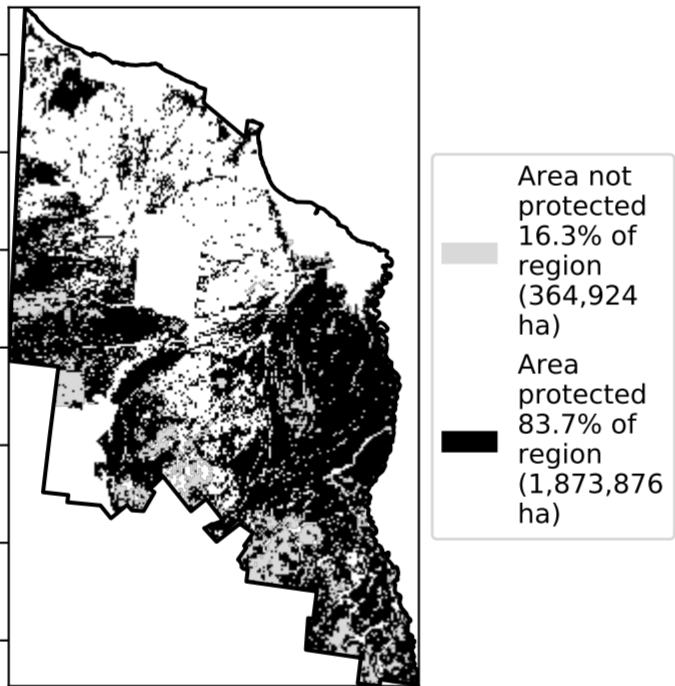 Area not
protected
16.3% of
region
(364,924
ha)
Area
protected
83.7% of
region
(1,873,876
ha)